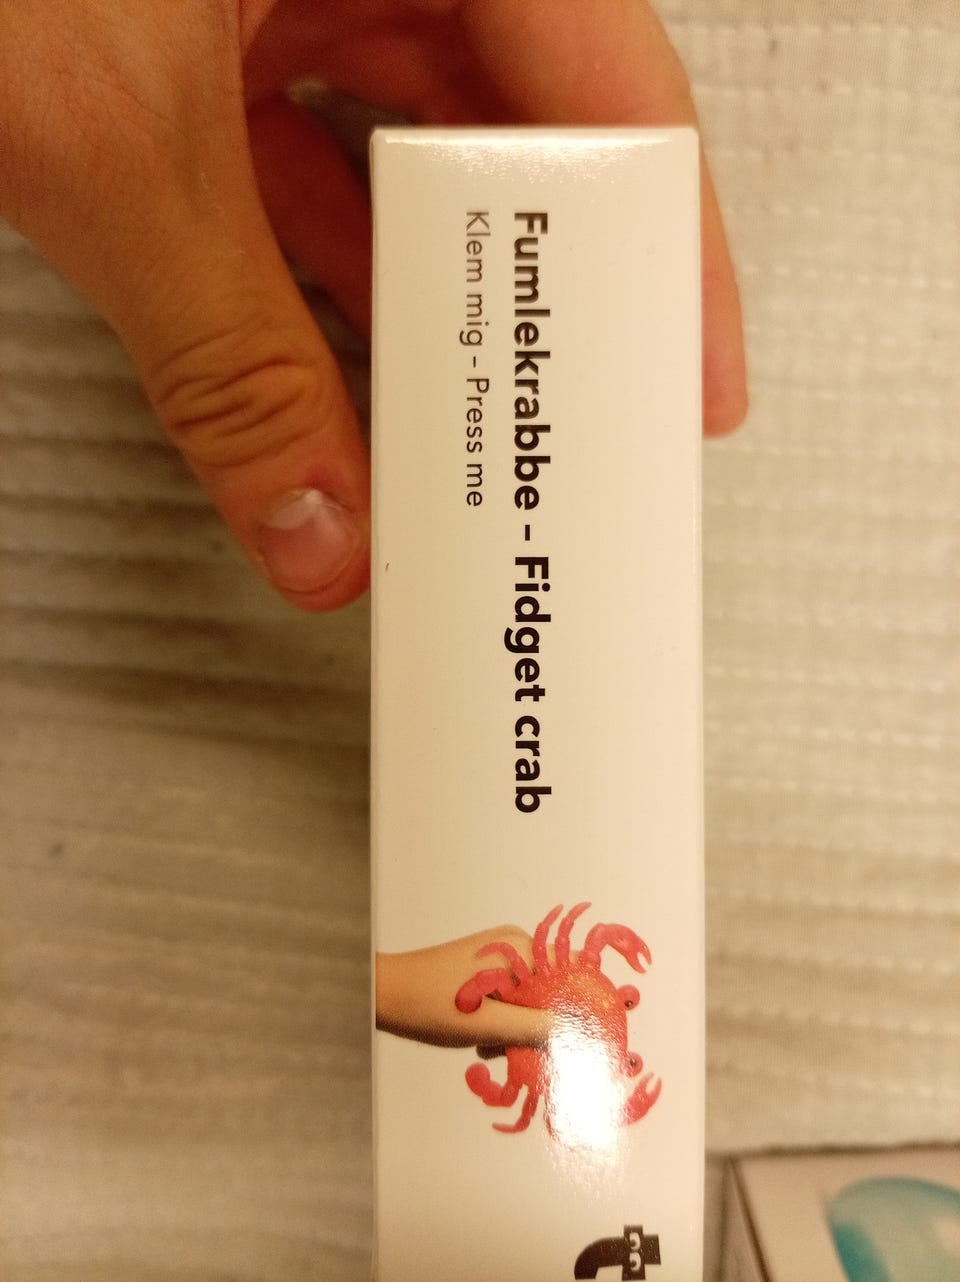 Fumlekrabbe – Fidget crab
Klem mig – Press me